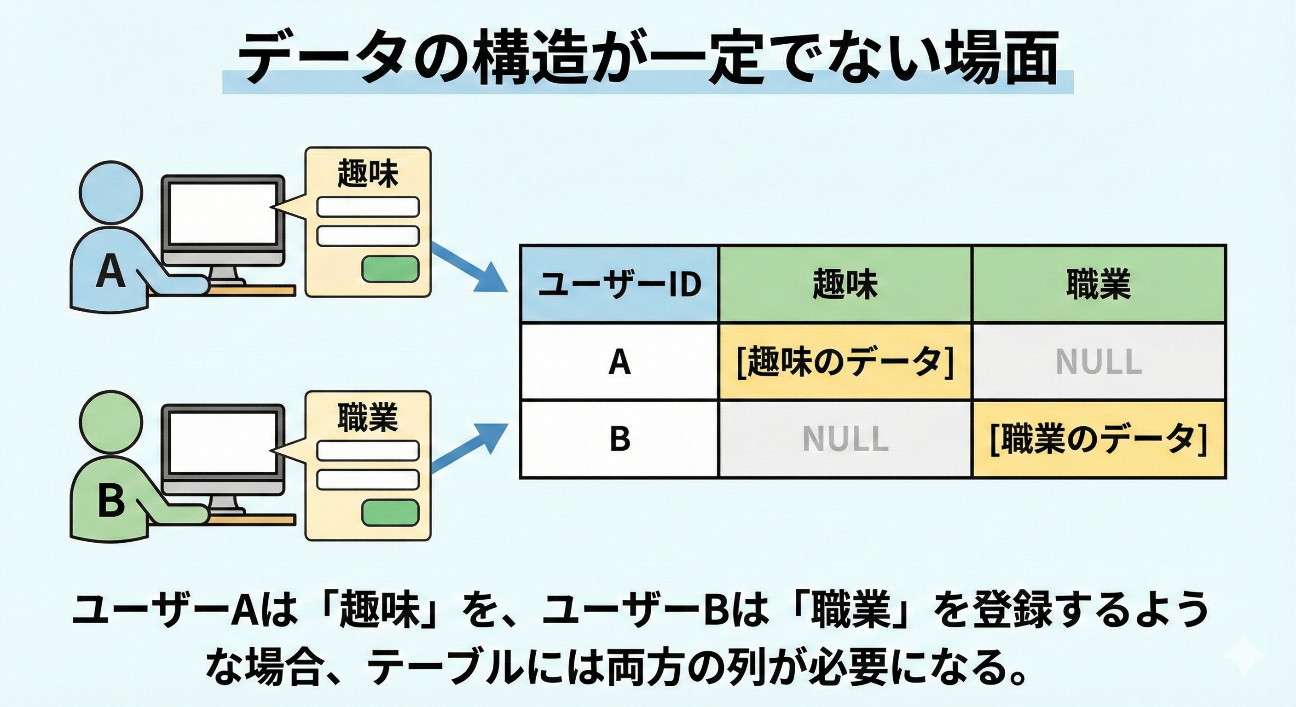 データの構造が一定でない場面
趣味
A
職業
B
ユーザーID 趣味 職業
A [趣味のデータ] NULL
B NULL [職業のデータ]
ユーザーAは「趣味」を、ユーザーBは「職業」を登録するよう
な場合、テーブルには両方の列が必要になる。